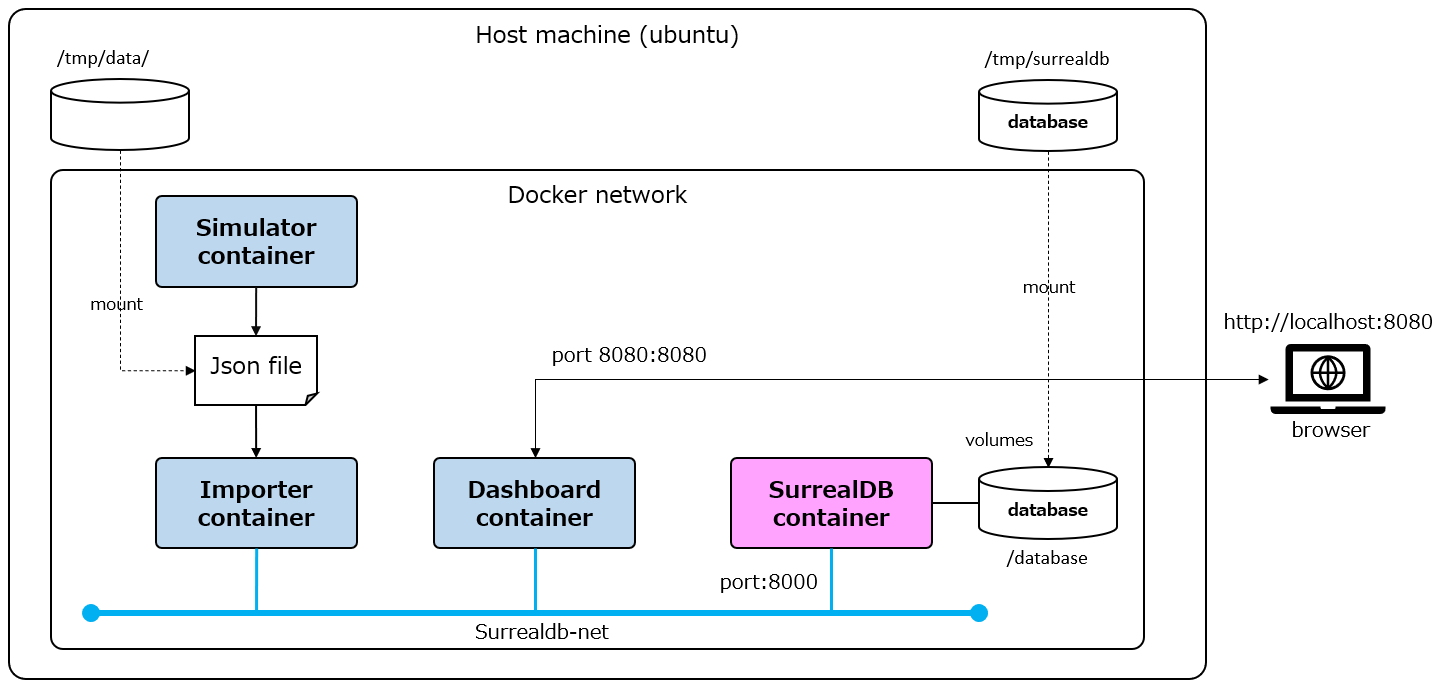 Host machine (ubuntu)
/tmp/data/
/tmp/surrealdb
database
Docker network
Simulator
container
mount
mount
http://localhost:8080
port 8080:8080
Json file
browser
volumes
Importer
container
Dashboard
container
SurrealDB
container
database
/database
port:8000
Surrealdb-net